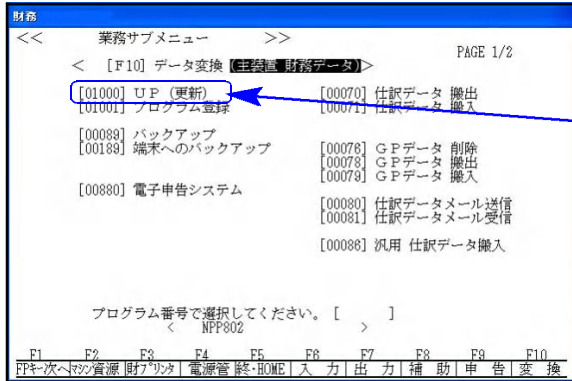 財務
<< 業務サブメニュー >>
PAGE 1/2
< [F10] データ変換 (主装置 財務データ)>
[01000] UP (更新) [00070] 仕訳データ 搬出
[01001] プログラム登録 [00071] 仕訳データ 搬入
[00089] バックアップ [00076] GPデータ 削除
[00189] 端末へのバックアップ [00078] GPデータ 搬出
[00079] GPデータ 搬入
[00880] 電子申告システム [00080] 仕訳データメール送信
[00081] 仕訳データメール受信
[00086] 汎用 仕訳データ搬入
プログラム番号で選択してください。 [ ]
< NPP802 >
F1 F2 F3 F4 F5 F6 F7 F8 F9 F10
FPキー次へ マシン資源 財プリンタ 電源管 終・HOME 入 力 出 力 補 助 申 告 変 換